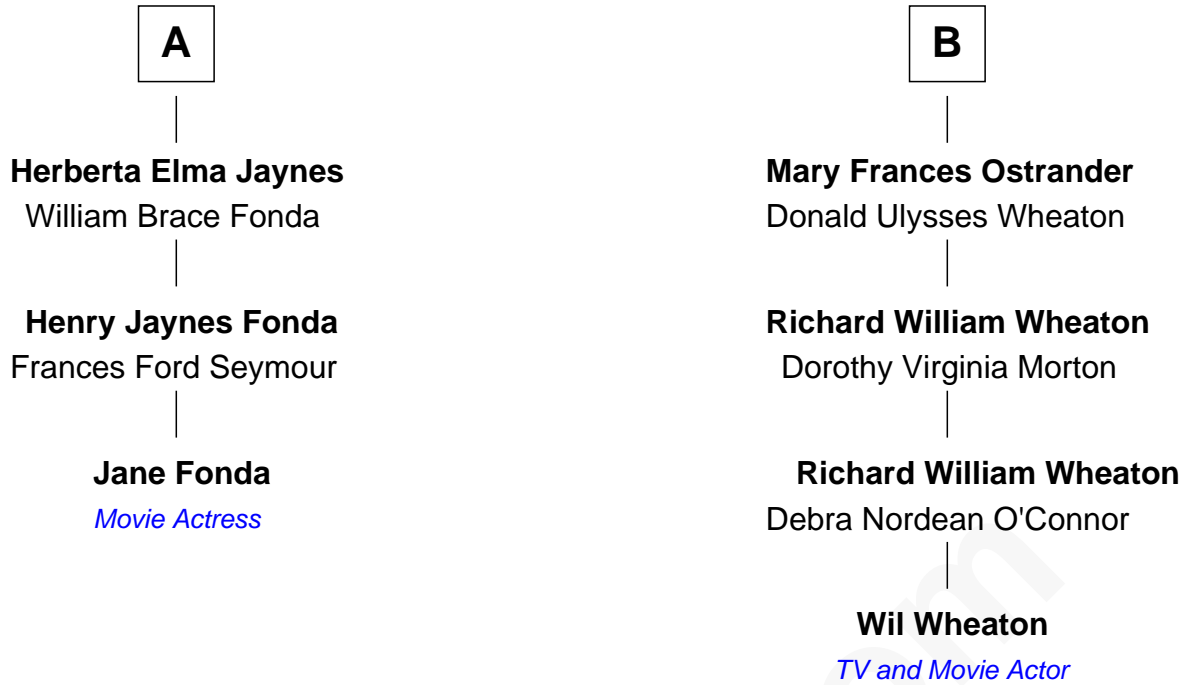 A
Herberta Elma Jaynes
William Brace Fonda
Henry Jaynes Fonda
Frances Ford Seymour
Jane Fonda
Movie Actress
B
Mary Frances Ostrander
Donald Ulysses Wheaton
Richard William Wheaton
Dorothy Virginia Morton
Richard William Wheaton
Debra Nordean O'Connor
Wil Wheaton
TV and Movie Actor